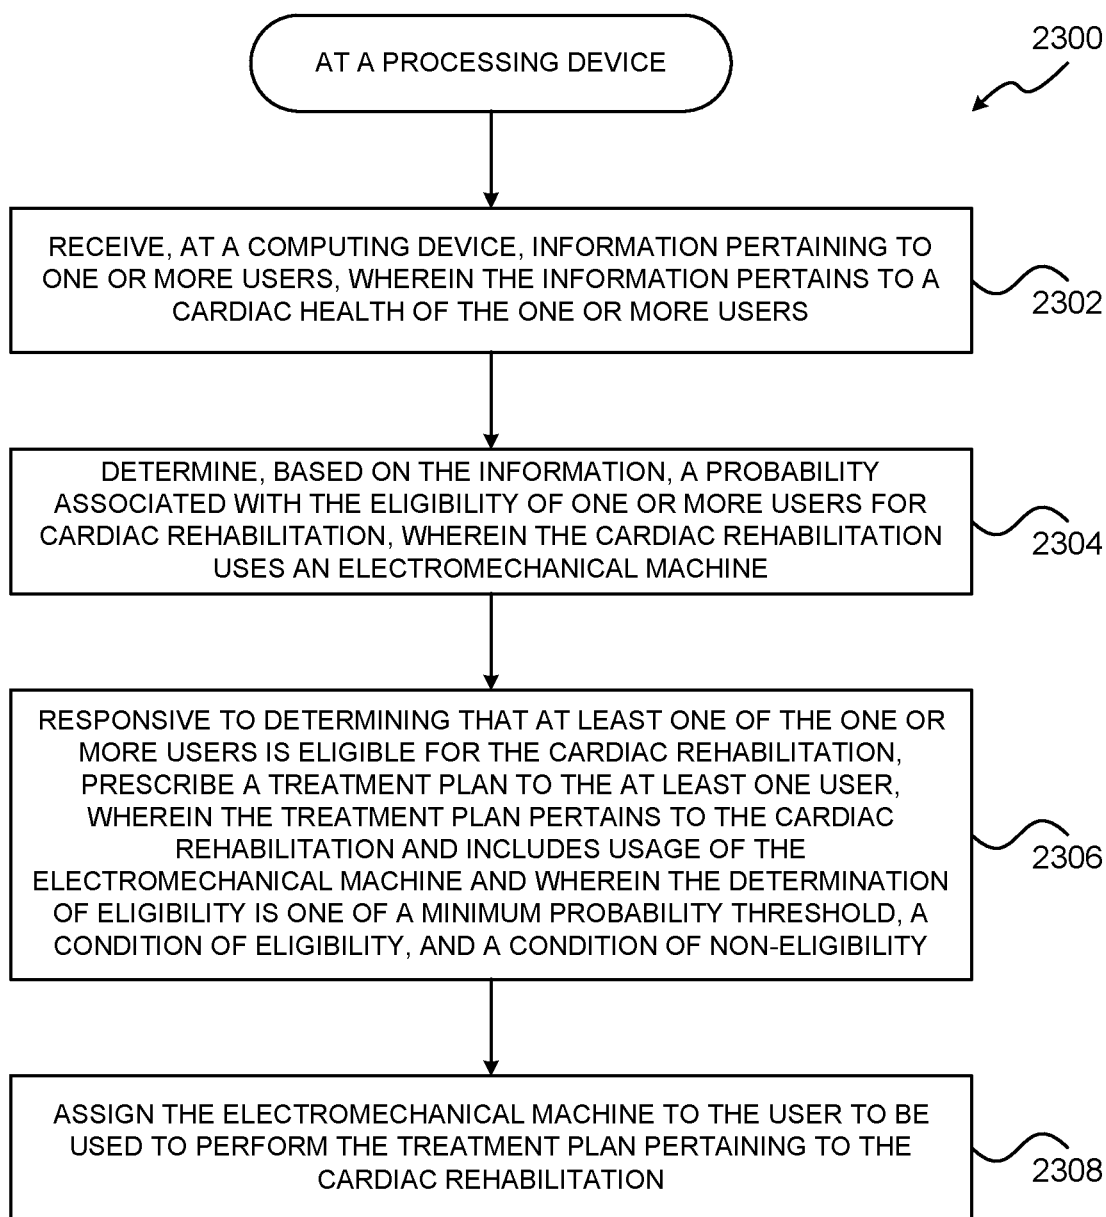 AT A PROCESSING DEVICE
2300
RECEIVE, AT A COMPUTING DEVICE, INFORMATION PERTAINING TO
ONE OR MORE USERS, WHEREIN THE INFORMATION PERTAINS TO A
CARDIAC HEALTH OF THE ONE OR MORE USERS
2302
DETERMINE, BASED ON THE INFORMATION, A PROBABILITY
ASSOCIATED WITH THE ELIGIBILITY OF ONE OR MORE USERS FOR
CARDIAC REHABILITATION, WHEREIN THE CARDIAC REHABILITATION
USES AN ELECTROMECHANICAL MACHINE
2304
RESPONSIVE TO DETERMINING THAT AT LEAST ONE OF THE ONE OR
MORE USERS IS ELIGIBLE FOR THE CARDIAC REHABILITATION,
PRESCRIBE A TREATMENT PLAN TO THE AT LEAST ONE USER,
WHEREIN THE TREATMENT PLAN PERTAINS TO THE CARDIAC
REHABILITATION AND INCLUDES USAGE OF THE
ELECTROMECHANICAL MACHINE AND WHEREIN THE DETERMINATION
OF ELIGIBILITY IS ONE OF A MINIMUM PROBABILITY THRESHOLD, A
CONDITION OF ELIGIBILITY, AND A CONDITION OF NON-ELIGIBILITY
2306
ASSIGN THE ELECTROMECHANICAL MACHINE TO THE USER TO BE
USED TO PERFORM THE TREATMENT PLAN PERTAINING TO THE
CARDIAC REHABILITATION
2308